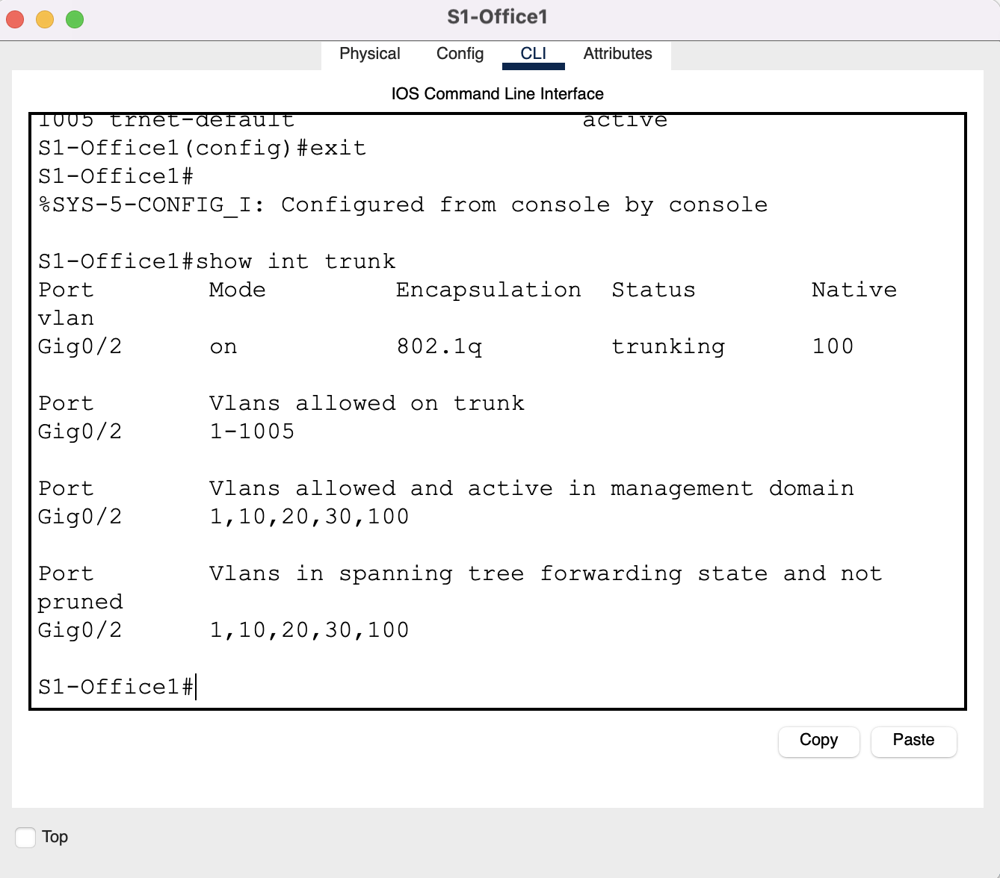 S1-Office1
Physical Config CLI Attributes
IOS Command Line Interface
1005 trnet-default active
S1-Office1(config)#exit
S1-Office1#
%SYS-5-CONFIG_I: Configured from console by console
S1-Office1#show int trunk
Port Mode Encapsulation Status Native
vlan
Gig0/2 on 802.1q trunking 100
Port Vlans allowed on trunk
Gig0/2 1-1005
Port Vlans allowed and active in management domain
Gig0/2 1,10,20,30,100
Port Vlans in spanning tree forwarding state and not
pruned
Gig0/2 1,10,20,30,100
S1-Office1#
Copy Paste
Top